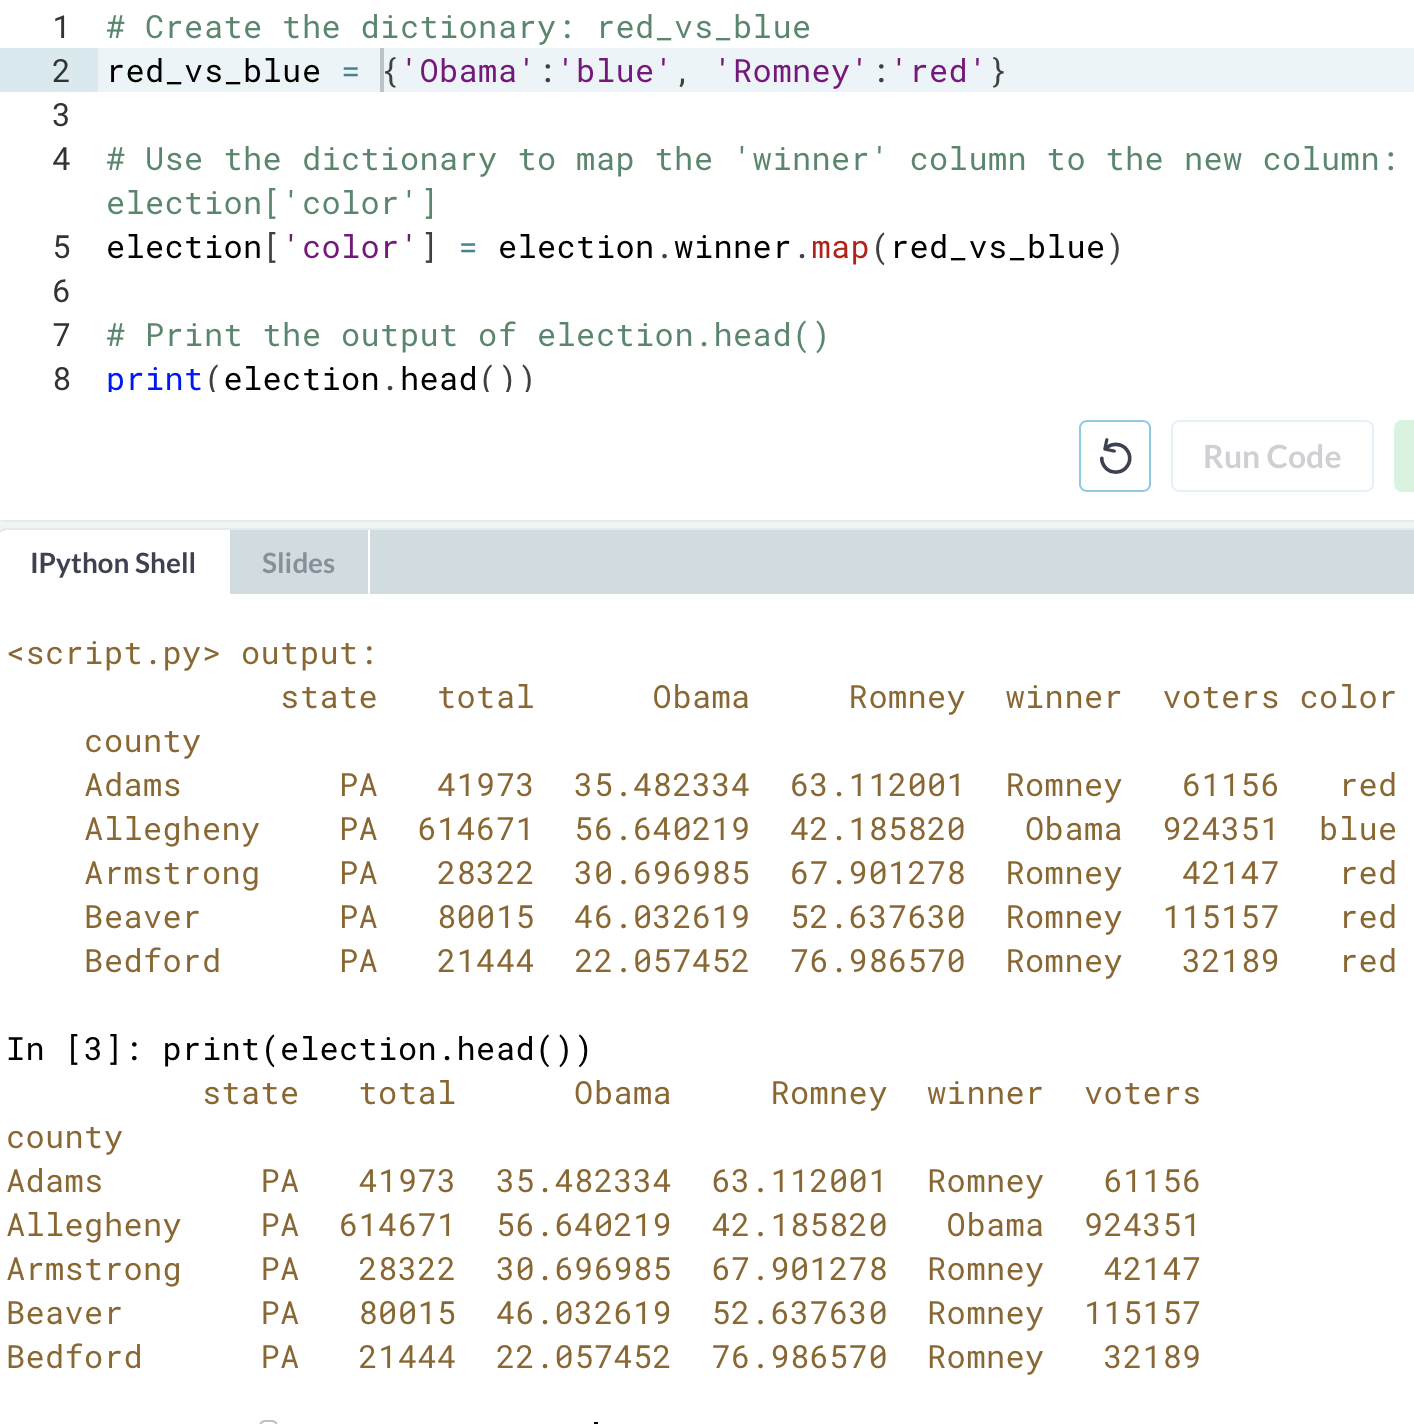 1 # Create the dictionary: red_vs_blue
2 red_vs_blue = {'Obama':'blue', 'Romney':'red'}
3
4 # Use the dictionary to map the 'winner' column to the new column:
election['color']
5 election['color'] = election.winner.map(red_vs_blue)
6
7 # Print the output of election.head()
8 print(election.head())
Run Code
IPython Shell Slides
<script.py> output:
state total Obama Romney winner voters color
county
Adams PA 41973 35.482334 63.112001 Romney 61156 red
Allegheny PA 614671 56.640219 42.185820 Obama 924351 blue
Armstrong PA 28322 30.696985 67.901278 Romney 42147 red
Beaver PA 80015 46.032619 52.637630 Romney 115157 red
Bedford PA 21444 22.057452 76.986570 Romney 32189 red
In [3]: print(election.head())
state total Obama Romney winner voters
county
Adams PA 41973 35.482334 63.112001 Romney 61156
Allegheny PA 614671 56.640219 42.185820 Obama 924351
Armstrong PA 28322 30.696985 67.901278 Romney 42147
Beaver PA 80015 46.032619 52.637630 Romney 115157
Bedford PA 21444 22.057452 76.986570 Romney 32189